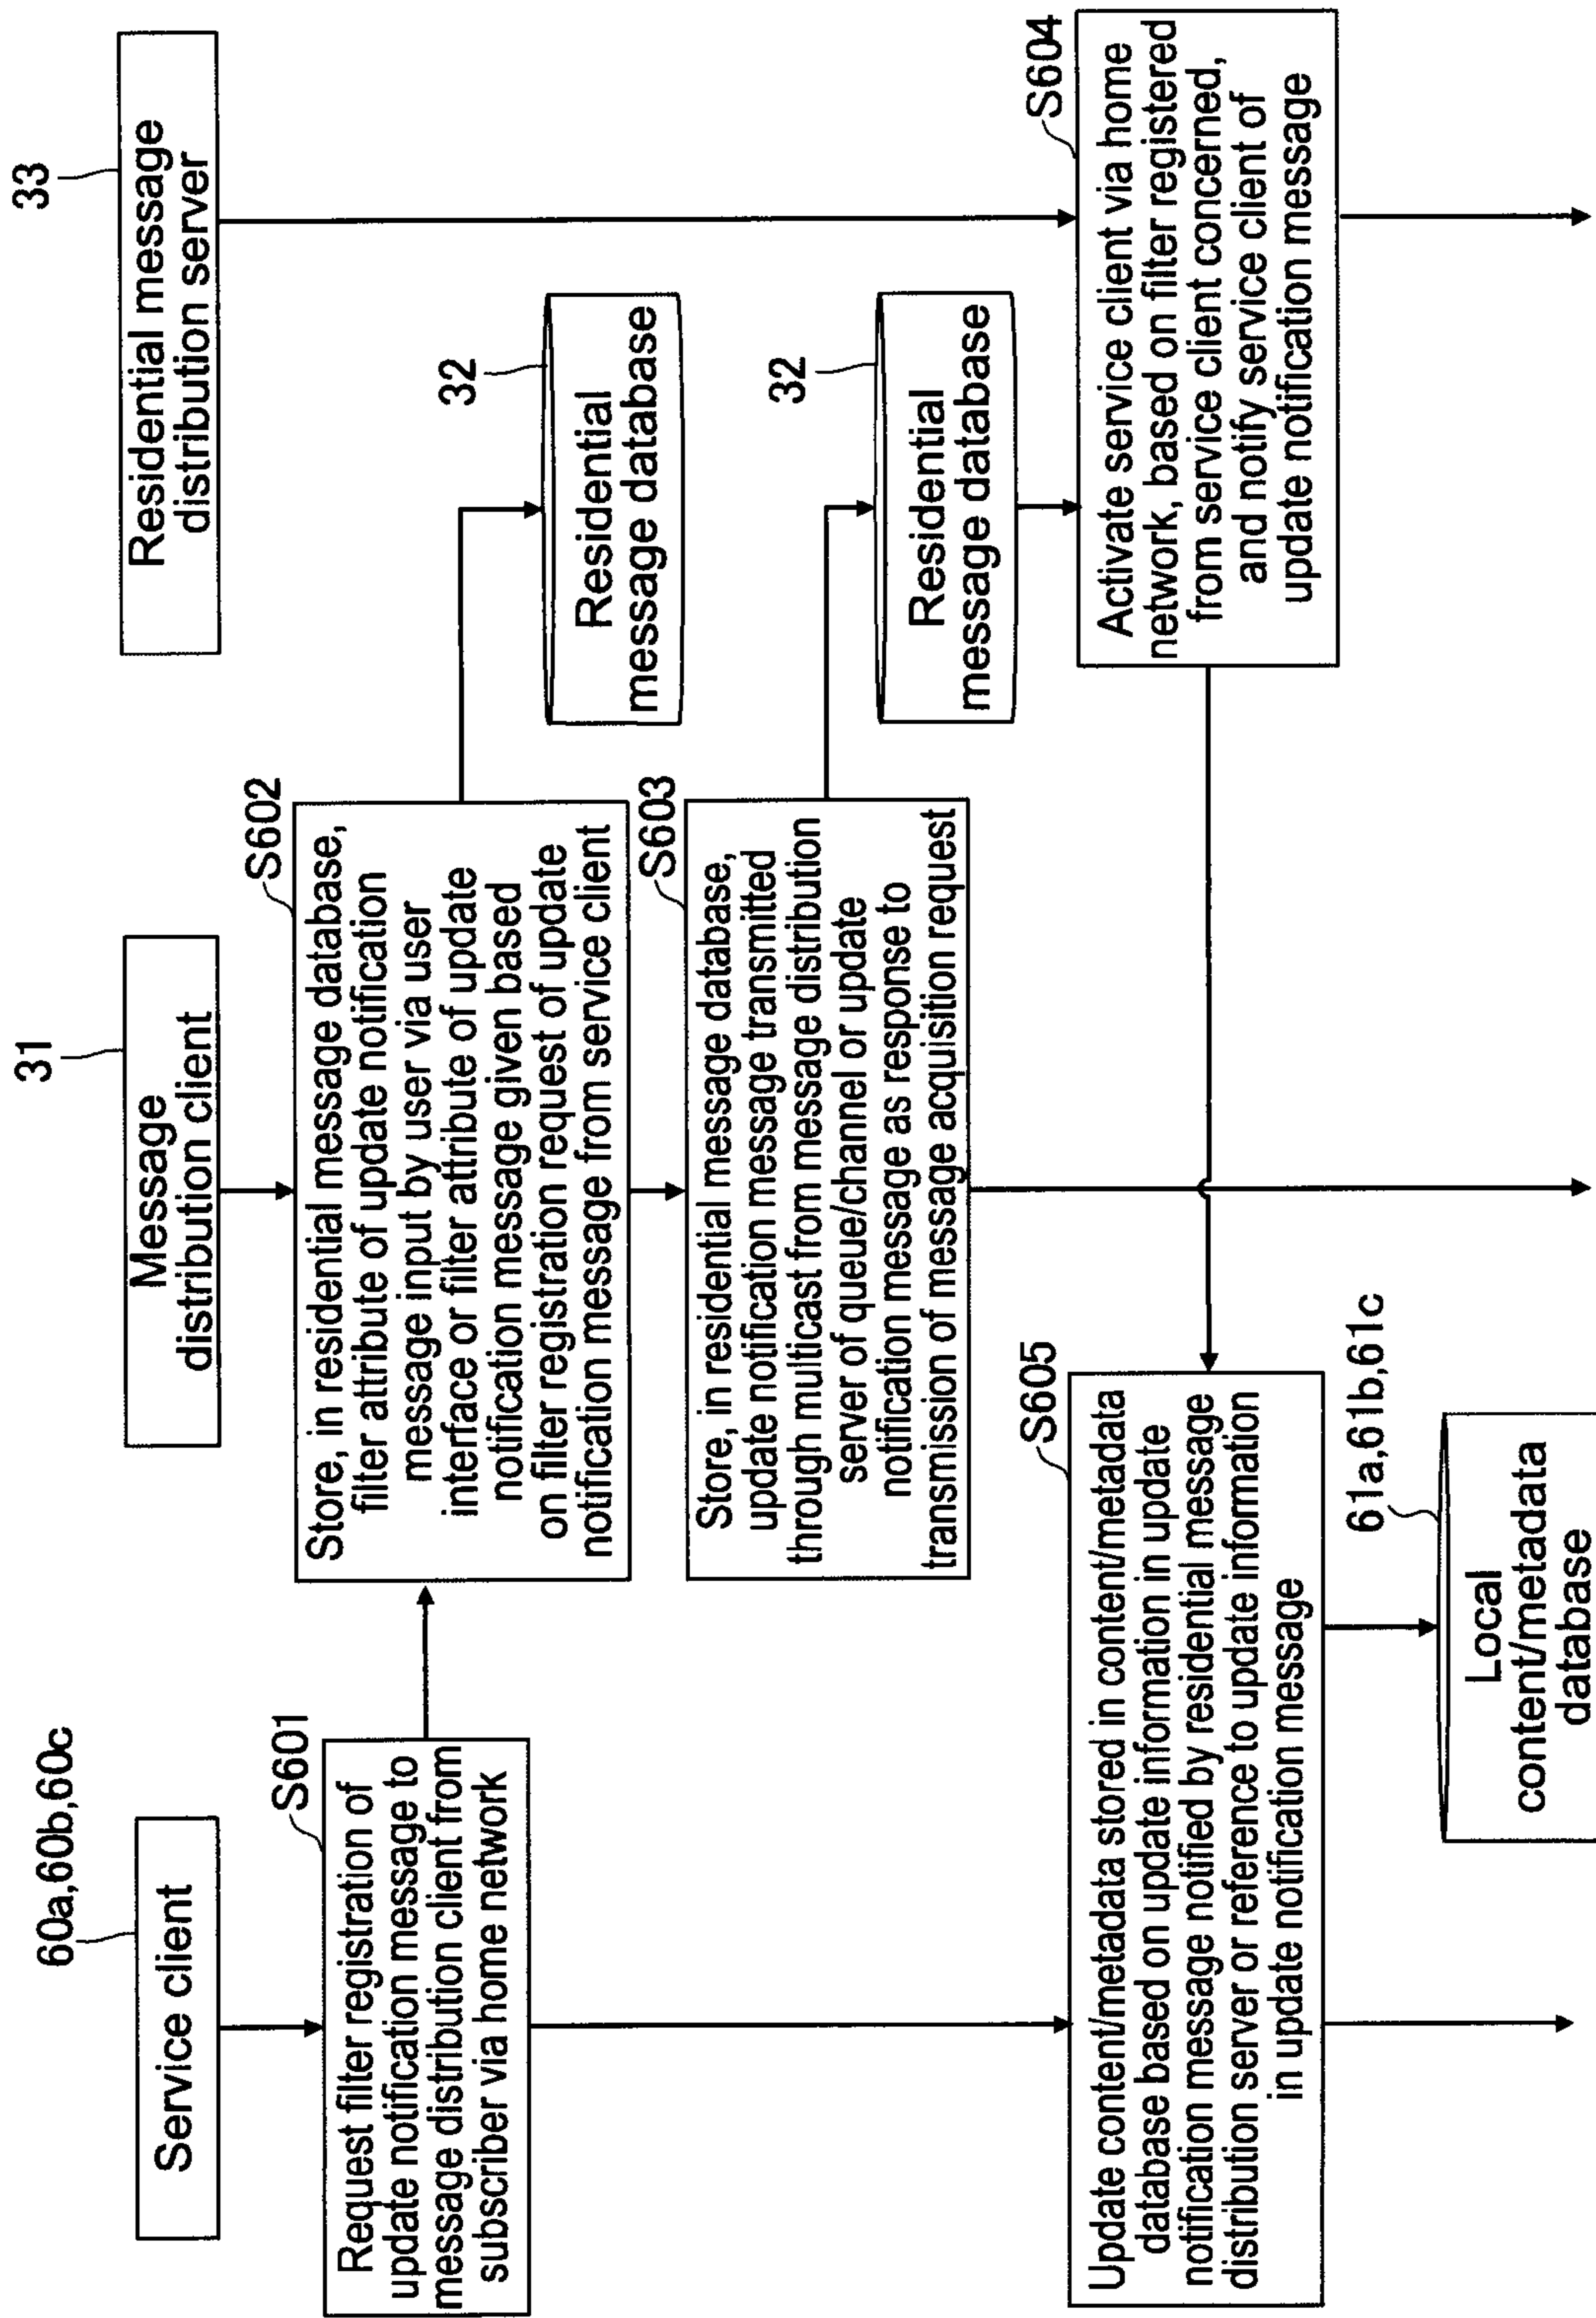 60a,60b,60c
Service client
31
Message
distribution client
33
Residential message
distribution server
S601
Request filter registration of
update notification message to
message distribution client from
subscriber via home network
S602
Store, in residential message database,
filter attribute of update notification
message input by user via user
interface or filter attribute of update
notification message given based
on filter registration request of update
notification message from service client
32
Residential
message database
S603
Store, in residential message database,
update notification message transmitted
through multicast from message distribution
server of queue/channel or update
notification message as response to
transmission of message acquisition request
32
Residential
message database
S604
Activate service client via home
network, based on filter registered
from service client concerned,
and notify service client of
update notification message
S605
Update content/metadata stored in content/metadata
database based on update information in update
notification message notified by residential message
distribution server or reference to update information
in update notification message
61a,61b,61c
Local
content/metadata
database